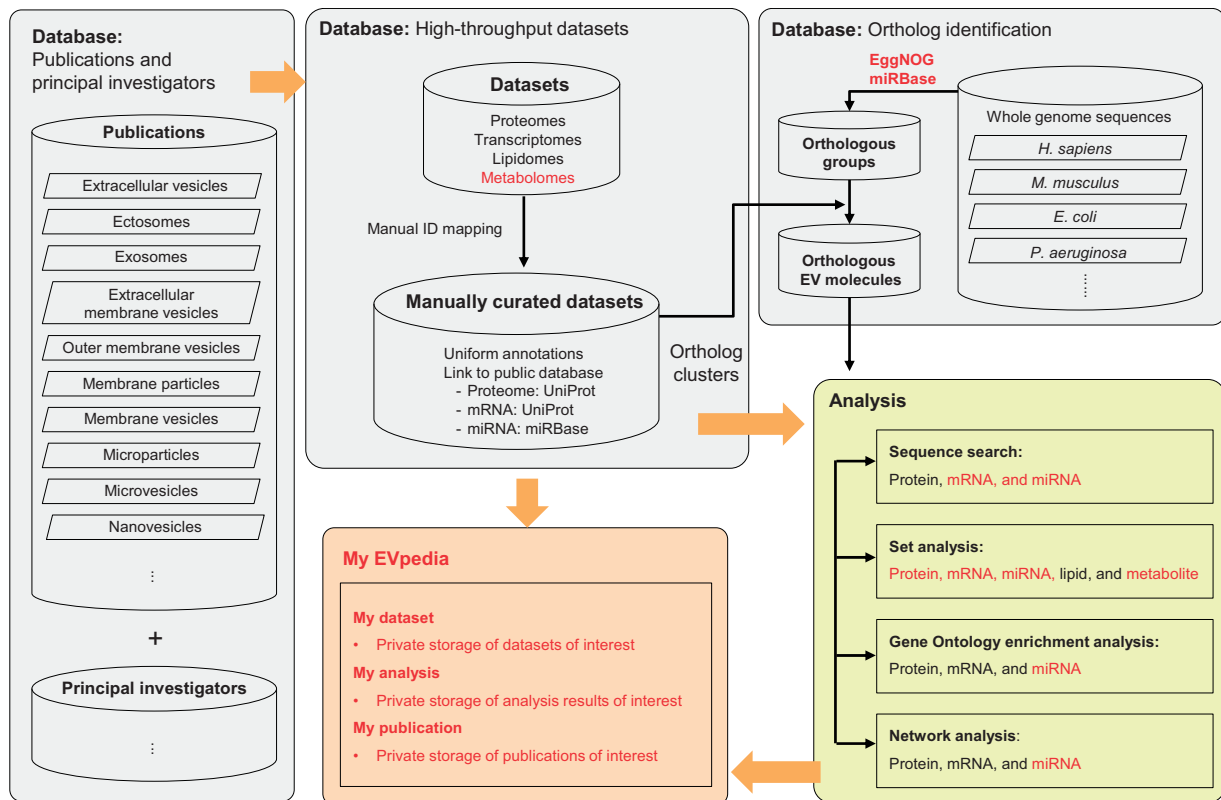 Database:
Publications and
principal investigators
Publications
Extracellular vesicles
Ectosomes
Exosomes
Extracellular
membrane vesicles
Outer membrane vesicles
Membrane particles
Membrane vesicles
Microparticles
Microvesicles
Nanovesicles
⋮
+
Principal investigators
⋮
Database: High-throughput datasets
Datasets
Proteomes
Transcriptomes
Lipidomes
Metabolomes
Manual ID mapping
Manually curated datasets
Uniform annotations
Link to public database
- Proteome: UniProt
- mRNA: UniProt
- miRNA: miRBase
Ortholog
clusters
Database: Ortholog identification
EggNOG
miRBase
Orthologous
groups
Orthologous
EV molecules
Whole genome sequences
H. sapiens
M. musculus
E. coli
P. aeruginosa
⋮
My EVpedia
My dataset
• Private storage of datasets of interest
My analysis
• Private storage of analysis results of interest
My publication
• Private storage of publications of interest
Analysis
Sequence search:
Protein, mRNA, and miRNA
Set analysis:
Protein, mRNA, miRNA, lipid, and metabolite
Gene Ontology enrichment analysis:
Protein, mRNA, and miRNA
Network analysis:
Protein, mRNA, and miRNA